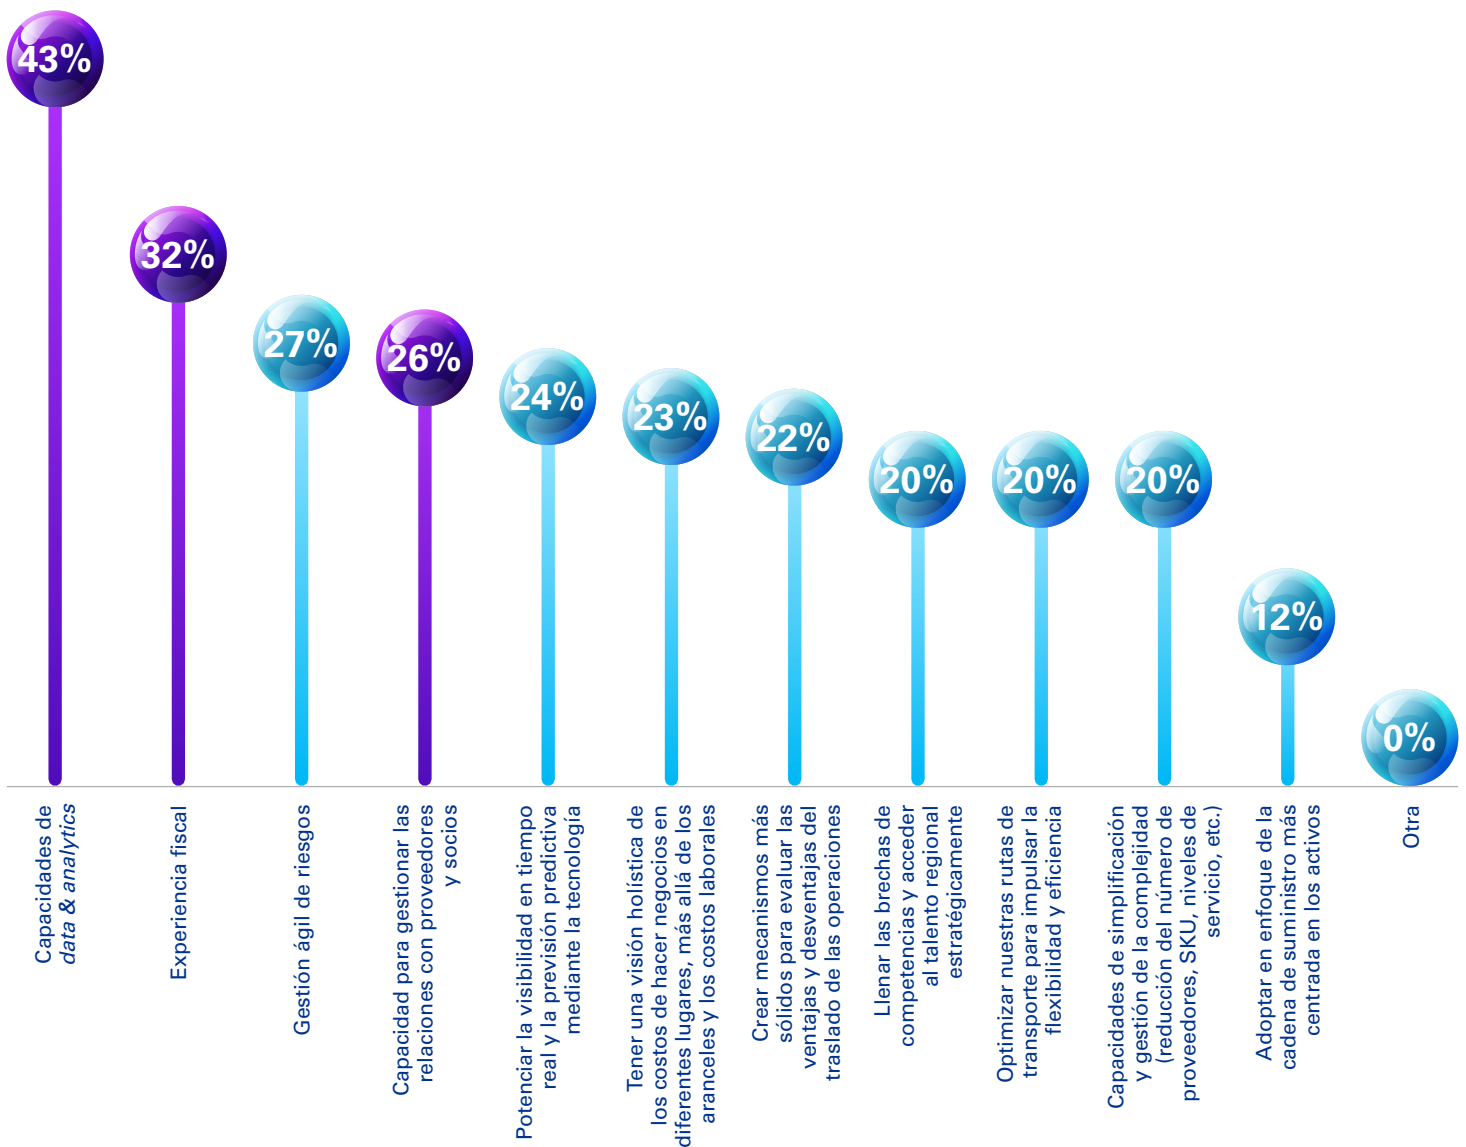 43%
32%
27%
26%
24%
23%
22%
20%
20%
20%
12%
0%
Capacidades de
data & analytics
Experiencia fiscal
Gestión ágil de riesgos
Capacidad para gestionar las
relaciones con proveedores
y socios
Potenciar la visibilidad en tiempo
real y la previsión predictiva
mediante la tecnología
Tener una visión holística de
los costos de hacer negocios en
diferentes lugares, más allá de los
aranceles y los costos laborales
Crear mecanismos más
sólidos para evaluar las
ventajas y desventajas del
traslado de las operaciones
Llenar las brechas de
competencias y acceder
al talento regional
estratégicamente
Optimizar nuestras rutas de
transporte para impulsar la
flexibilidad y eficiencia
Capacidades de simplificación
y gestión de la complejidad
(reducción del número de
proveedores, SKU, niveles de
servicio, etc.)
Adoptar en enfoque de la
cadena de suministro más
centrada en los activos
Otra